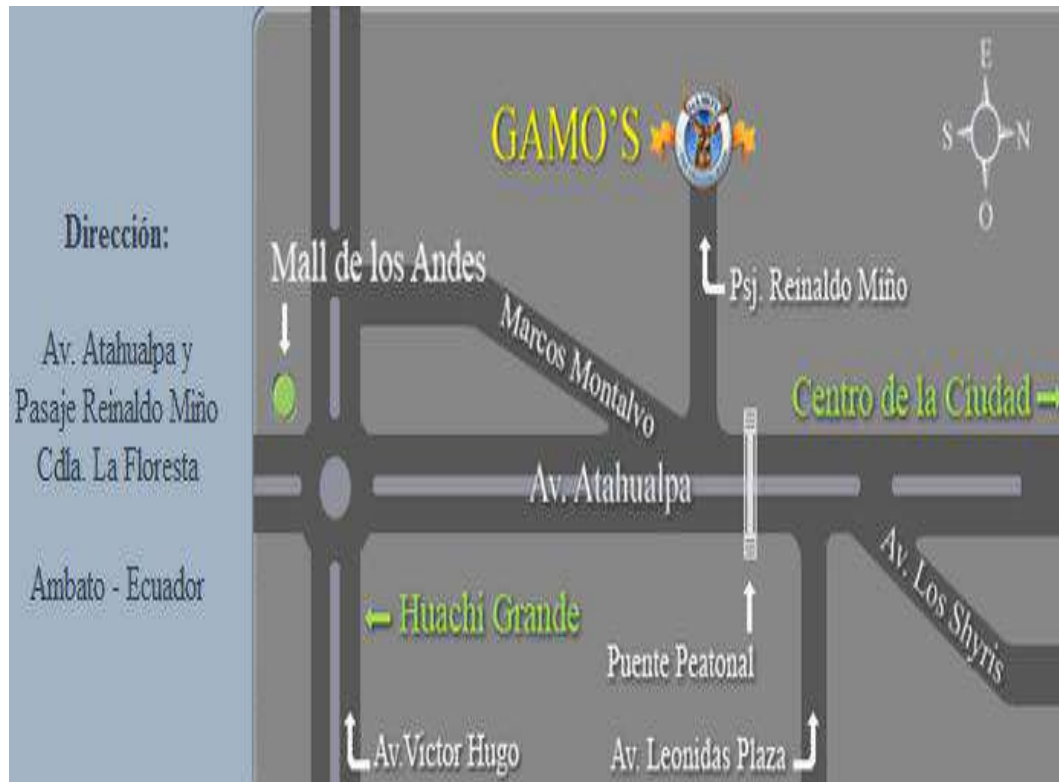 Dirección:
Av. Atahualpa y
Pasaje Reinaldo Miño
Cdla. La Floresta
Ambato - Ecuador
GAMO'S
E
S
N
O
Mall de los Andes
Psj. Reinaldo Miño
Marcos Montalvo
Centro de la Ciudad
Av. Atahualpa
Av. Los Shyris
Huachi Grande
Puente Peatonal
Av. Victor Hugo
Av. Leonidas Plaza